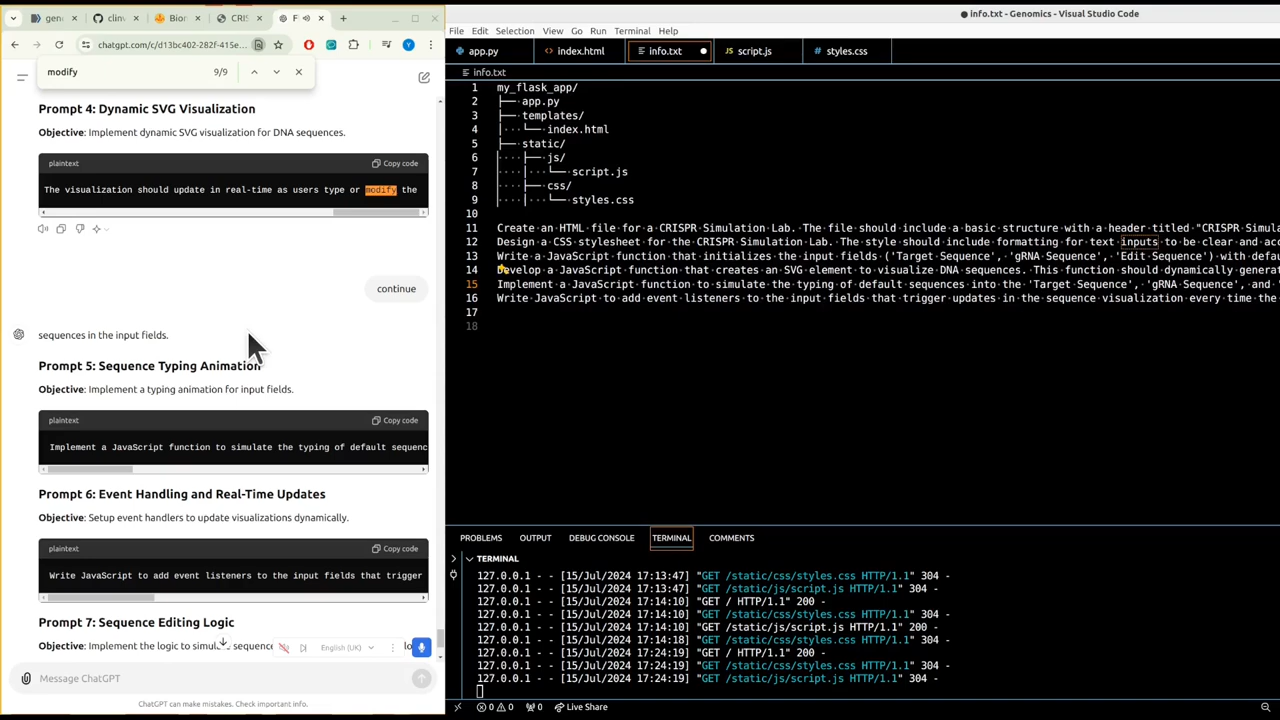 geno
clinv
Bion
CRIS
chatgpt.com/c/d13bc402-282f-415e...
Y
modify
9/9
Prompt 4: Dynamic SVG Visualization
Objective: Implement dynamic SVG visualization for DNA sequences.
plaintext
Copy code
The visualization should update in real-time as users type or modify the
continue
sequences in the input fields.
Prompt 5: Sequence Typing Animation
Objective: Implement a typing animation for input fields.
plaintext
Copy code
Implement a JavaScript function to simulate the typing of default sequenc
Prompt 6: Event Handling and Real-Time Updates
Objective: Setup event handlers to update visualizations dynamically.
plaintext
Copy code
Write JavaScript to add event listeners to the input fields that trigger
Prompt 7: Sequence Editing Logic
Objective: Implement the logic to simul sequence lo
English (UK)
Message ChatGPT
ChatGPT can make mistakes. Check important info.
info.txt - Genomics - Visual Studio Code
File Edit Selection View Go Run Terminal Help
app.py
index.html
info.txt
script.js
styles.css
info.txt
1 my_flask_app/
2 ├── app.py
3 ├── templates/
4 │   └── index.html
5 ├── static/
6 │   ├── js/
7 │   │   └── script.js
8 │   ├── css/
9 │   │   └── styles.css
10
11 Create an HTML file for a CRISPR Simulation Lab. The file should include a basic structure with a header titled "CRISPR Simula
12 Design a CSS stylesheet for the CRISPR Simulation Lab. The style should include formatting for text inputs to be clear and acc
13 Write a JavaScript function that initializes the input fields ('Target Sequence', 'gRNA Sequence', 'Edit Sequence') with defau
14 Develop a JavaScript function that creates an SVG element to visualize DNA sequences. This function should dynamically generat
15 Implement a JavaScript function to simulate the typing of default sequences into the 'Target Sequence', 'gRNA Sequence', and '
16 Write JavaScript to add event listeners to the input fields that trigger updates in the sequence visualization every time the
17
18
PROBLEMS OUTPUT DEBUG CONSOLE TERMINAL COMMENTS
TERMINAL
127.0.0.1 - - [15/Jul/2024 17:13:47] "GET /static/css/styles.css HTTP/1.1" 304 -
127.0.0.1 - - [15/Jul/2024 17:13:47] "GET /static/js/script.js HTTP/1.1" 304 -
127.0.0.1 - - [15/Jul/2024 17:14:10] "GET / HTTP/1.1" 200 -
127.0.0.1 - - [15/Jul/2024 17:14:10] "GET /static/css/styles.css HTTP/1.1" 304 -
127.0.0.1 - - [15/Jul/2024 17:14:10] "GET /static/js/script.js HTTP/1.1" 200 -
127.0.0.1 - - [15/Jul/2024 17:14:18] "GET /static/css/styles.css HTTP/1.1" 304 -
127.0.0.1 - - [15/Jul/2024 17:24:19] "GET / HTTP/1.1" 200 -
127.0.0.1 - - [15/Jul/2024 17:24:19] "GET /static/css/styles.css HTTP/1.1" 304 -
127.0.0.1 - - [15/Jul/2024 17:24:19] "GET /static/js/script.js HTTP/1.1" 304 -
0 0 0 Live Share